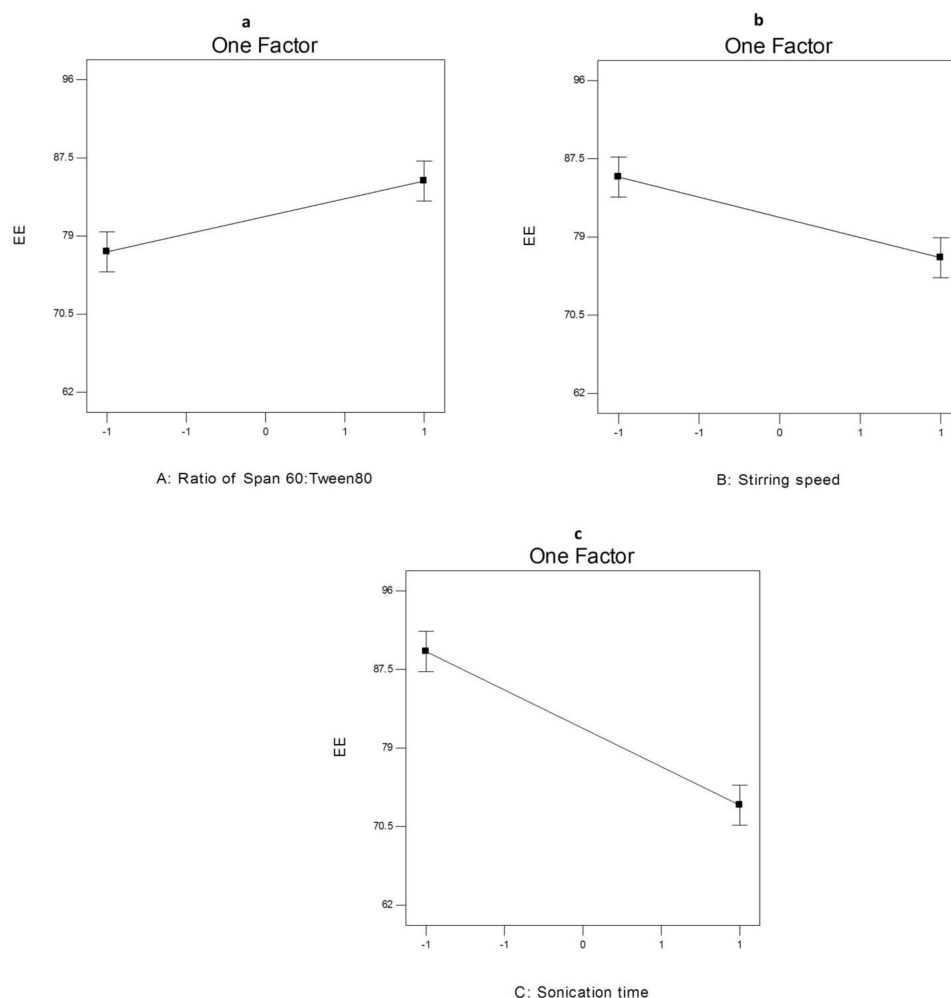 a
One Factor
96
87.5
79
70.5
62
EE
-1
-1
0
1
1
A: Ratio of Span 60:Tween80
b
One Factor
96
87.5
79
70.5
62
EE
-1
-1
0
1
1
B: Stirring speed
c
One Factor
96
87.5
79
70.5
62
EE
-1
-1
0
1
1
C: Sonication time